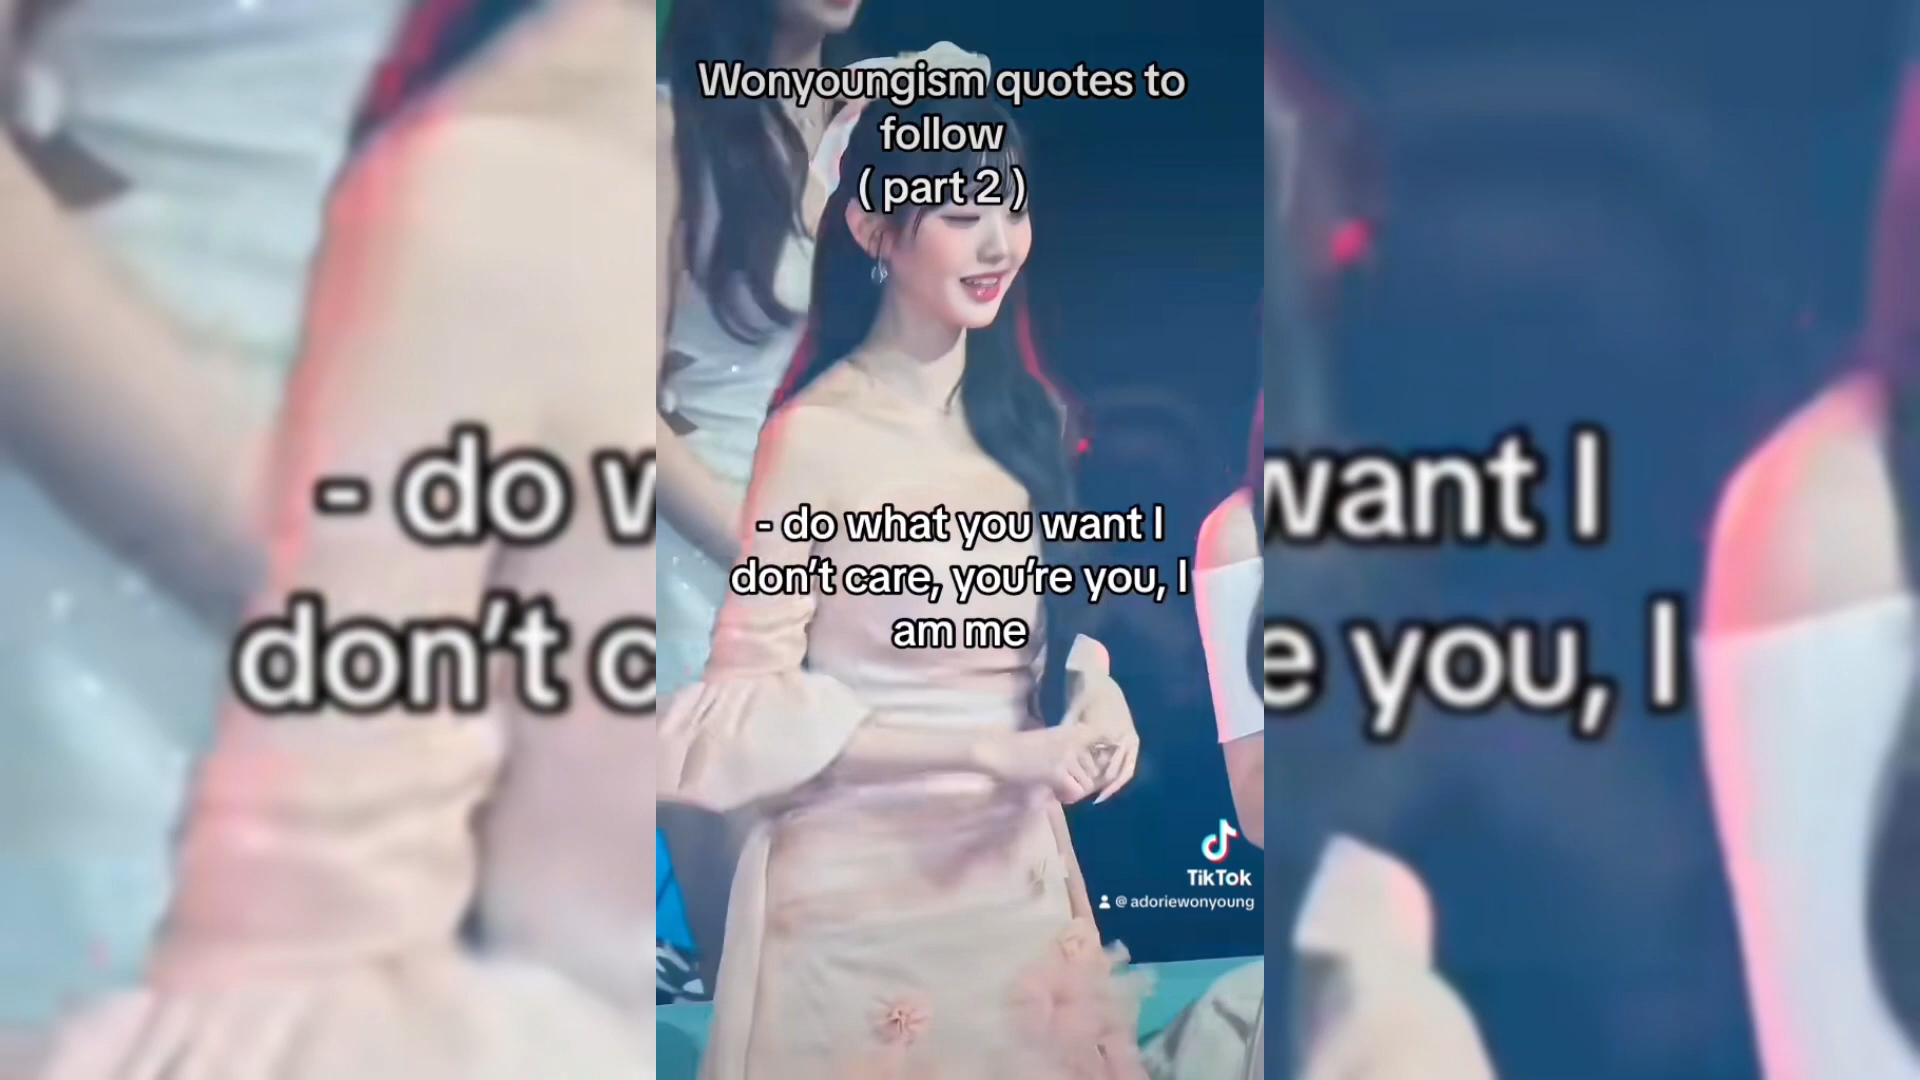 Wonyoungism quotes to
follow
( part 2 )
- do what you want I
don't care, you're you, I
am me
- do w
don't c
want I
e you, I
TikTok
@adoriewonyoung